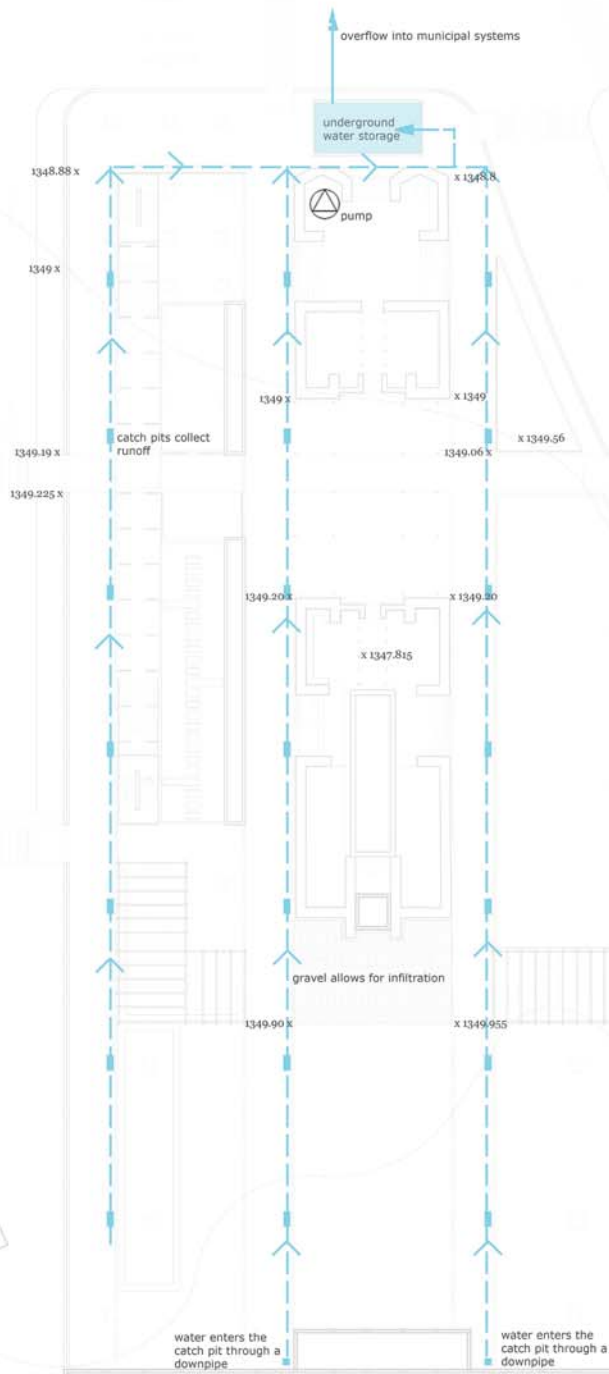 overflow into municipal systems
underground
water storage
1348.88 x
x 1348.8
pump
1349 x
1349 x
x 1349
catch pits collect
runoff
x 1349.56
1349.19 x
1349.06 x
1349.225 x
1349.20 x
x 1349.20
x 1347.815
gravel allows for infiltration
1349.90 x
x 1349.955
water enters the
catch pit through a
downpipe
water enters the
catch pit through a
downpipe